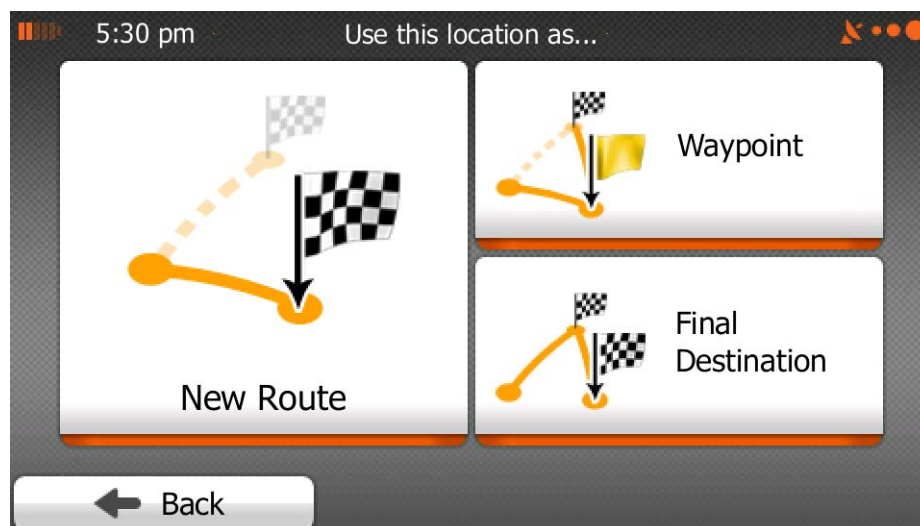 5:30 pm
Use this location as...
New Route
Waypoint
Final
Destination
Back